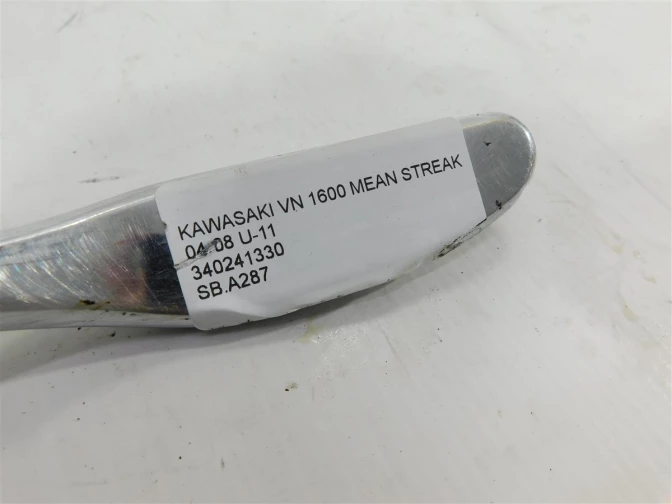 KAWASAKI VN 1600 MEAN STREAK
04-08 U-11
340241330
SB.A287